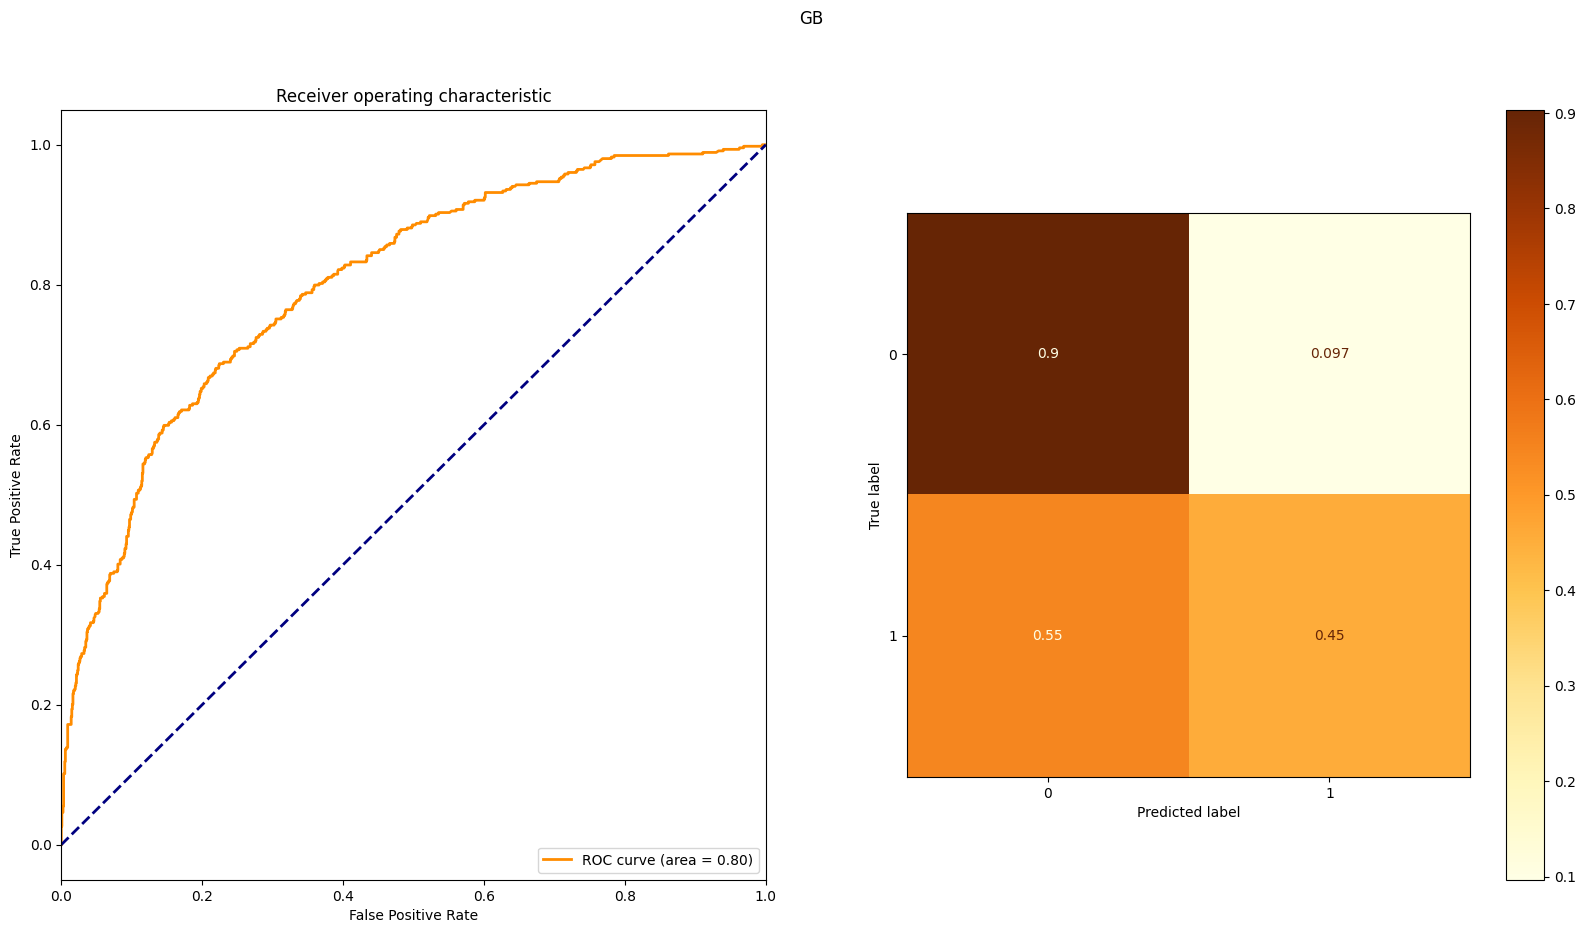 GB
Receiver operating characteristic
1.0
0.8
0.6
0.4
0.2
0.0
True Positive Rate
0.0 0.2 0.4 0.6 0.8 1.0
False Positive Rate
ROC curve (area = 0.80)
True label
0
1
0.9 0.097
0.55 0.45
0 1
Predicted label
0.9
0.8
0.7
0.6
0.5
0.4
0.3
0.2
0.1